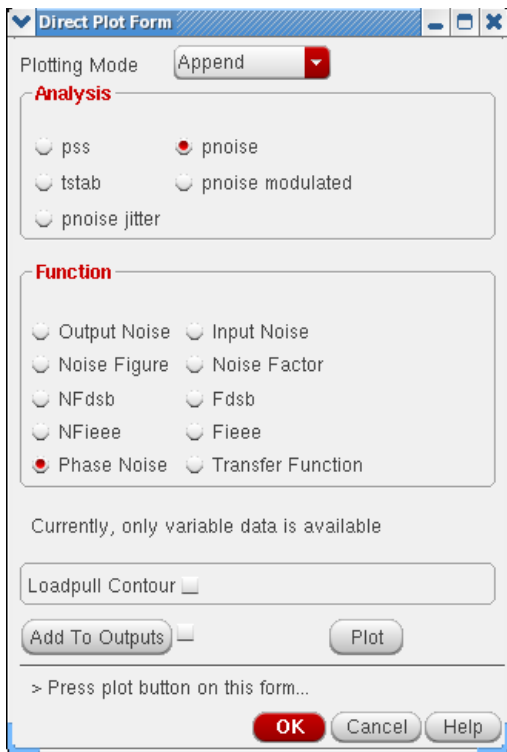 Direct Plot Form
Plotting Mode Append
Analysis
pss pnoise
tstab pnoise modulated
pnoise jitter
Function
Output Noise Input Noise
Noise Figure Noise Factor
NFdsb Fdsb
NFieee Fieee
Phase Noise Transfer Function
Currently, only variable data is available
Loadpull Contour
Add To Outputs Plot
> Press plot button on this form...
OK Cancel Help